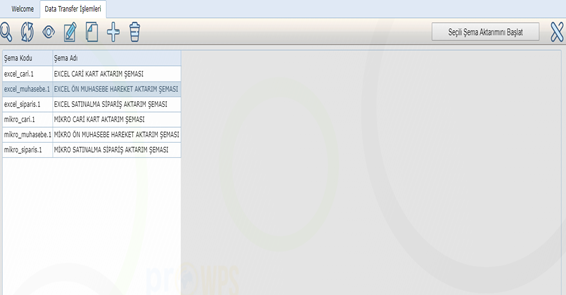 Welcome Data Transfer İşlemleri
Seçili Şema Aktarımını Başlat
Şema Kodu Şema Adı
excel_cari.1 EXCEL CARİ KART AKTARIM ŞEMASI
excel_muhasebe.1 EXCEL ÖN MUHASEBE HAREKET AKTARIM ŞEMASI
excel_siparis.1 EXCEL SATINALMA SİPARİŞ AKTARIM ŞEMASI
mikro_cari.1 MİKRO CARİ KART AKTARIM ŞEMASI
mikro_muhasebe.1 MİKRO ÖN MUHASEBE HAREKET AKTARIM ŞEMASI
mikro_siparis.1 MİKRO SATINALMA SİPARİŞ AKTARIM ŞEMASI